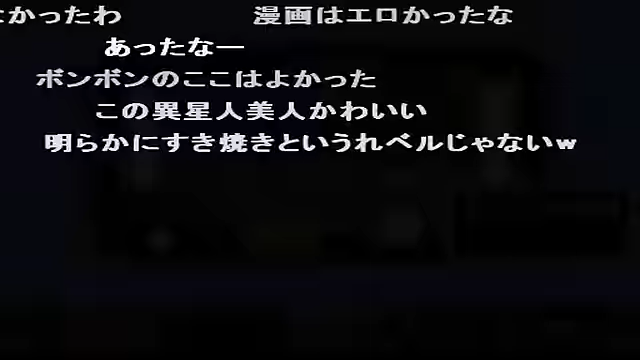 よかったわ 漫画はエロかったな
あったなー
ボンボンのここはよかった
この異星人美人かわいい
明らかにすき焼きというれベルじゃないw